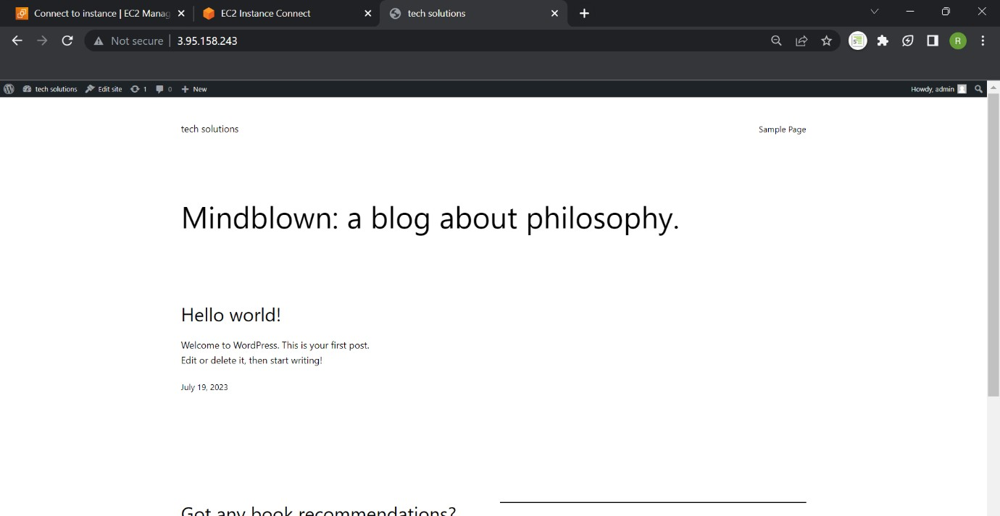 Connect to instance | EC2 Manag
EC2 Instance Connect
tech solutions
Not secure
3.95.158.243
R
tech solutions
Edit site
1
0
New
Howdy, admin
tech solutions
Sample Page
Mindblown: a blog about philosophy.
Hello world!
Welcome to WordPress. This is your first post.
Edit or delete it, then start writing!
July 19, 2023
Got any book recommendations?